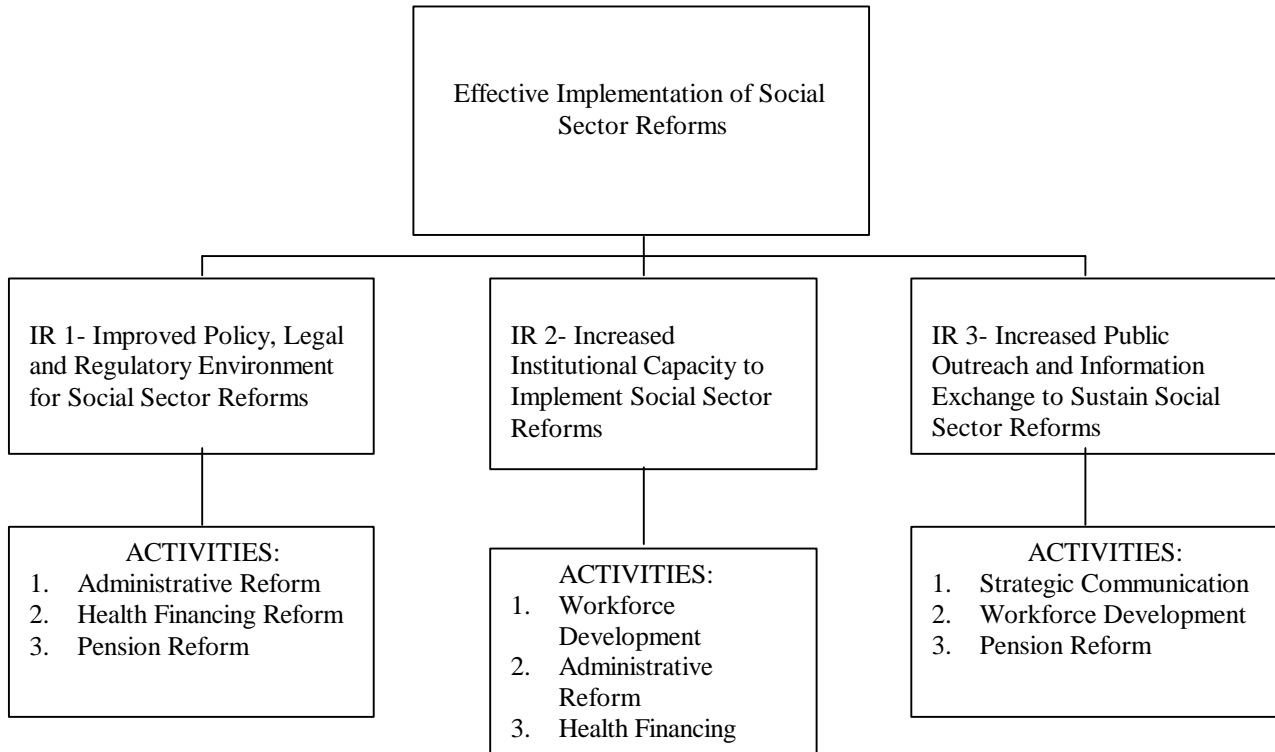 Effective Implementation of Social
Sector Reforms
IR 1- Improved Policy, Legal
and Regulatory Environment
for Social Sector Reforms
IR 2- Increased
Institutional Capacity to
Implement Social Sector
Reforms
IR 3- Increased Public
Outreach and Information
Exchange to Sustain Social
Sector Reforms
ACTIVITIES:
1. Administrative Reform
2. Health Financing Reform
3. Pension Reform
ACTIVITIES:
1. Workforce
Development
2. Administrative
Reform
3. Health Financing
ACTIVITIES:
1. Strategic Communication
2. Workforce Development
3. Pension Reform